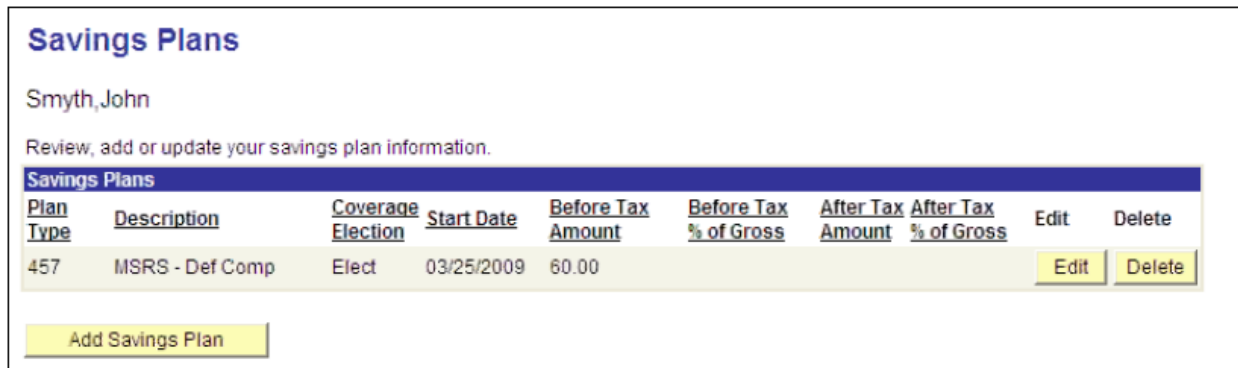 Savings Plans
Smyth,John
Review, add or update your savings plan information.
Savings Plans
Plan Type Description Coverage Election Start Date Before Tax Amount Before Tax % of Gross After Tax Amount After Tax % of Gross Edit Delete
457 MSRS - Def Comp Elect 03/25/2009 60.00 Edit Delete
Add Savings Plan